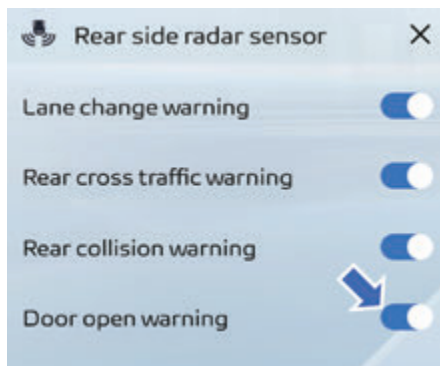 Rear side radar sensor
Lane change warning
Rear cross traffic warning
Rear collision warning
Door open warning